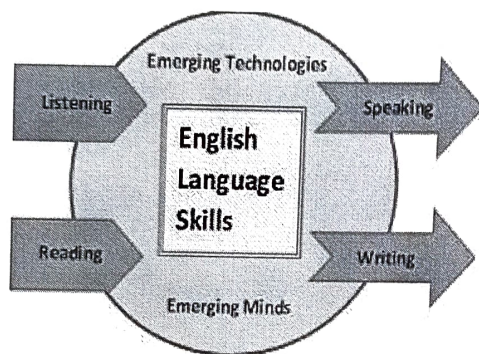 Emerging Technologies
Listening
Speaking
English
Language
Skills
Reading
Writing
Emerging Minds